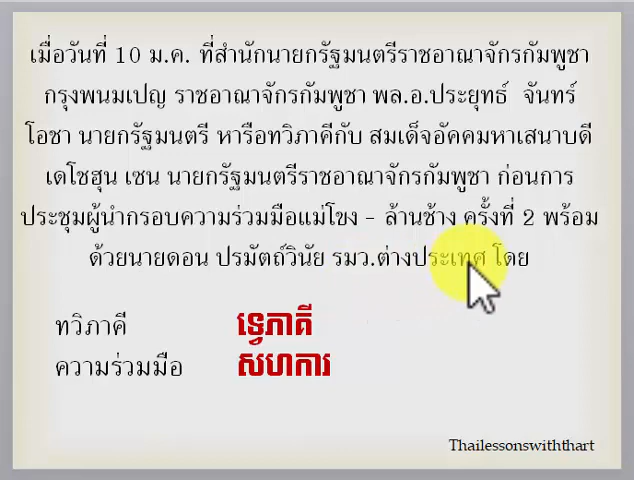 เมื่อวันที่ 10 ม.ค. ที่สำนักนายกรัฐมนตรีราชอาณาจักรกัมพูชา
กรุงพนมเปญ ราชอาณาจักรกัมพูชา พล.อ.ประยุทธ์ จันทร์
โอชา นายกรัฐมนตรี หารือทวิภาคีกับ สมเด็จอัคคมหาเสนาบดี
เดโชฮุน เซน นายกรัฐมนตรีราชอาณาจักรกัมพูชา ก่อนการ
ประชุมผู้นำกรอบความร่วมมือแม่โขง - ล้านช้าง ครั้งที่ 2 พร้อม
ด้วยนายดอน ปรมัตถ์วินัย รมว.ต่างประเทศ โดย
ทวิภาคี ទ្វេភាគី
ความร่วมมือ សហការ
Thailessonswiththart